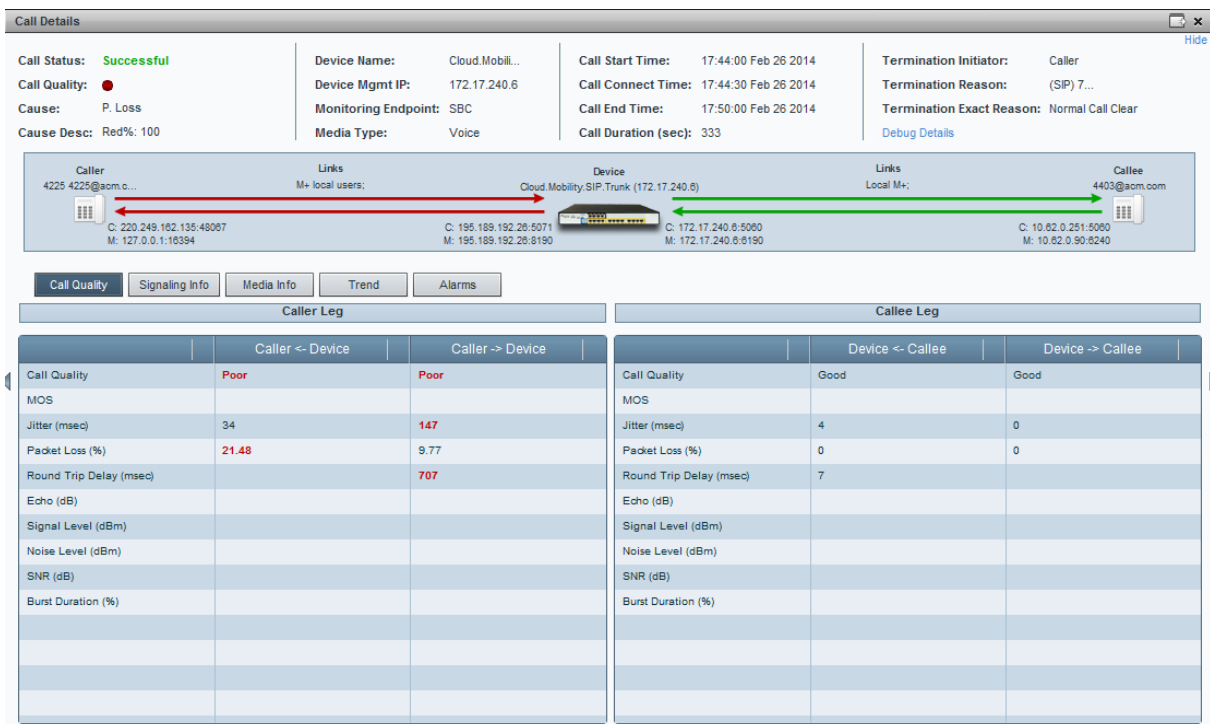 Call Details
Hide
Call Status: Successful Device Name: Cloud.Mobili... Call Start Time: 17:44:00 Feb 26 2014 Termination Initiator: Caller
Call Quality: Device Mgmt IP: 172.17.240.6 Call Connect Time: 17:44:30 Feb 26 2014 Termination Reason: (SIP) 7...
Cause: P. Loss Monitoring Endpoint: SBC Call End Time: 17:50:00 Feb 26 2014 Termination Exact Reason: Normal Call Clear
Cause Desc: Red%: 100 Media Type: Voice Call Duration (sec): 333 Debug Details
Caller Links Device Links Callee
4225 4225@acm.c... M+ local users; Cloud.Mobility.SIP.Trunk (172.17.240.6) Local M+; 4403@acm.com
C: 220.249.162.135:48067 C: 195.189.192.26:5071 C: 172.17.240.6:5060 C: 10.62.0.251:5060
M: 127.0.0.1:16394 M: 195.189.192.26:8190 M: 172.17.240.6:6190 M: 10.62.0.90:6240
Call Quality Signaling Info Media Info Trend Alarms
Caller Leg Callee Leg
Caller <- Device Caller -> Device Device <- Callee Device -> Callee
Call Quality Poor Poor Call Quality Good Good
MOS MOS
Jitter (msec) 34 147 Jitter (msec) 4 0
Packet Loss (%) 21.48 9.77 Packet Loss (%) 0 0
Round Trip Delay (msec) 707 Round Trip Delay (msec) 7
Echo (dB) Echo (dB)
Signal Level (dBm) Signal Level (dBm)
Noise Level (dBm) Noise Level (dBm)
SNR (dB) SNR (dB)
Burst Duration (%) Burst Duration (%)